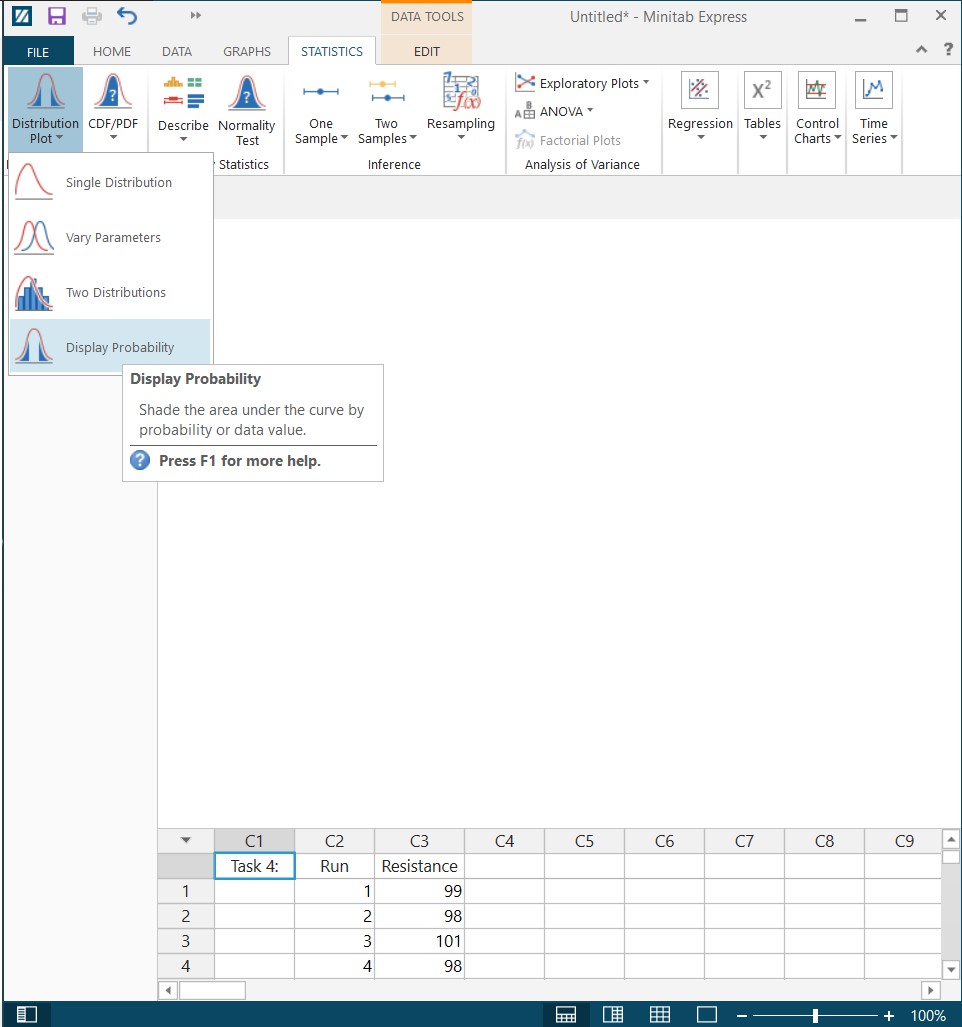 DATA TOOLS
Untitled* - Minitab Express
FILE
HOME
DATA
GRAPHS
STATISTICS
EDIT
Distribution
Plot
CDF/PDF
Describe
Normality
Test
One
Sample
Two
Samples
Resampling
Exploratory Plots
ANOVA
Factorial Plots
Regression
X²
Tables
Control
Charts
Time
Series
Statistics
Inference
Analysis of Variance
Single Distribution
Vary Parameters
Two Distributions
Display Probability
Display Probability
Shade the area under the curve by
probability or data value.
Press F1 for more help.
C1 C2 C3 C4 C5 C6 C7 C8 C9
Task 4: Run Resistance
1 1 99
2 2 98
3 3 101
4 4 98
100%